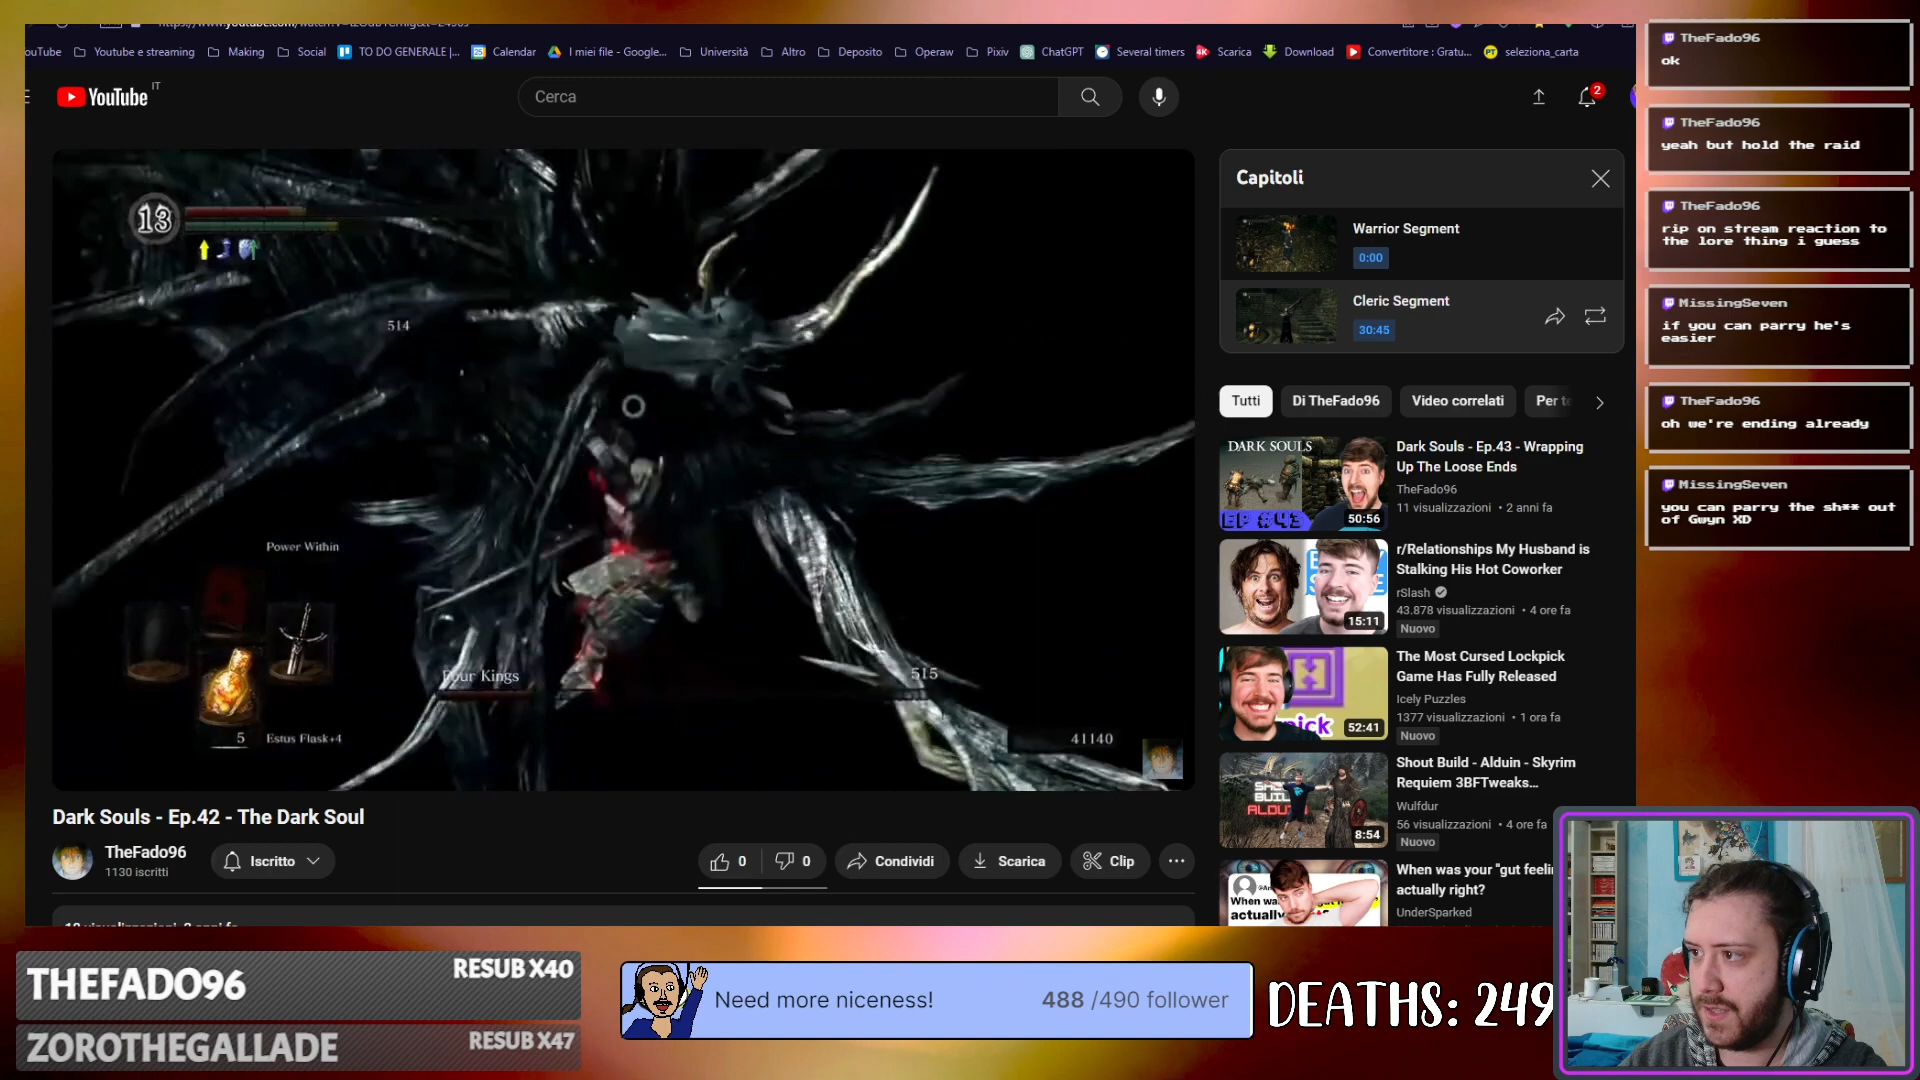 ouTube
Youtube e streaming
Making
Social
TO DO GENERALE |...
Calendar
I miei file - Google...
Università
Altro
Deposito
Operaw
Pixiv
ChatGPT
Several timers
Scarica
Download
Convertitore : Gratu...
seleziona_carta
YouTube IT
Cerca
2
13
514
Power Within
Four Kings
515
5 Estus Flask+4
41140
Capitoli
Warrior Segment
0:00
Cleric Segment
30:45
Tutti
Di TheFado96
Video correlati
Per te
DARK SOULS
EP #43
50:56
Dark Souls - Ep.43 - Wrapping
Up The Loose Ends
TheFado96
11 visualizzazioni • 2 anni fa
15:11
r/Relationships My Husband is
Stalking His Hot Coworker
rSlash
43.878 visualizzazioni • 4 ore fa
Nuovo
52:41
The Most Cursed Lockpick
Game Has Fully Released
Icely Puzzles
1377 visualizzazioni • 1 ora fa
Nuovo
8:54
Shout Build - Alduin - Skyrim
Requiem 3BFTweaks...
Wulfdur
56 visualizzazioni • 4 ore fa
Nuovo
When was
actually
When was your "gut feelin
actually right?
UnderSparked
Dark Souls - Ep.42 - The Dark Soul
TheFado96
1130 iscritti
Iscritto
0
0
Condividi
Scarica
Clip
TheFado96
ok
TheFado96
yeah but hold the raid
TheFado96
rip on stream reaction to
the lore thing i guess
MissingSeven
if you can parry he's
easier
TheFado96
oh we're ending already
MissingSeven
you can parry the sh** out
of Gwyn XD
THEFADO96
RESUB X40
ZOROTHEGALLADE
RESUB X47
Need more niceness!
488 /490 follower
DEATHS: 249